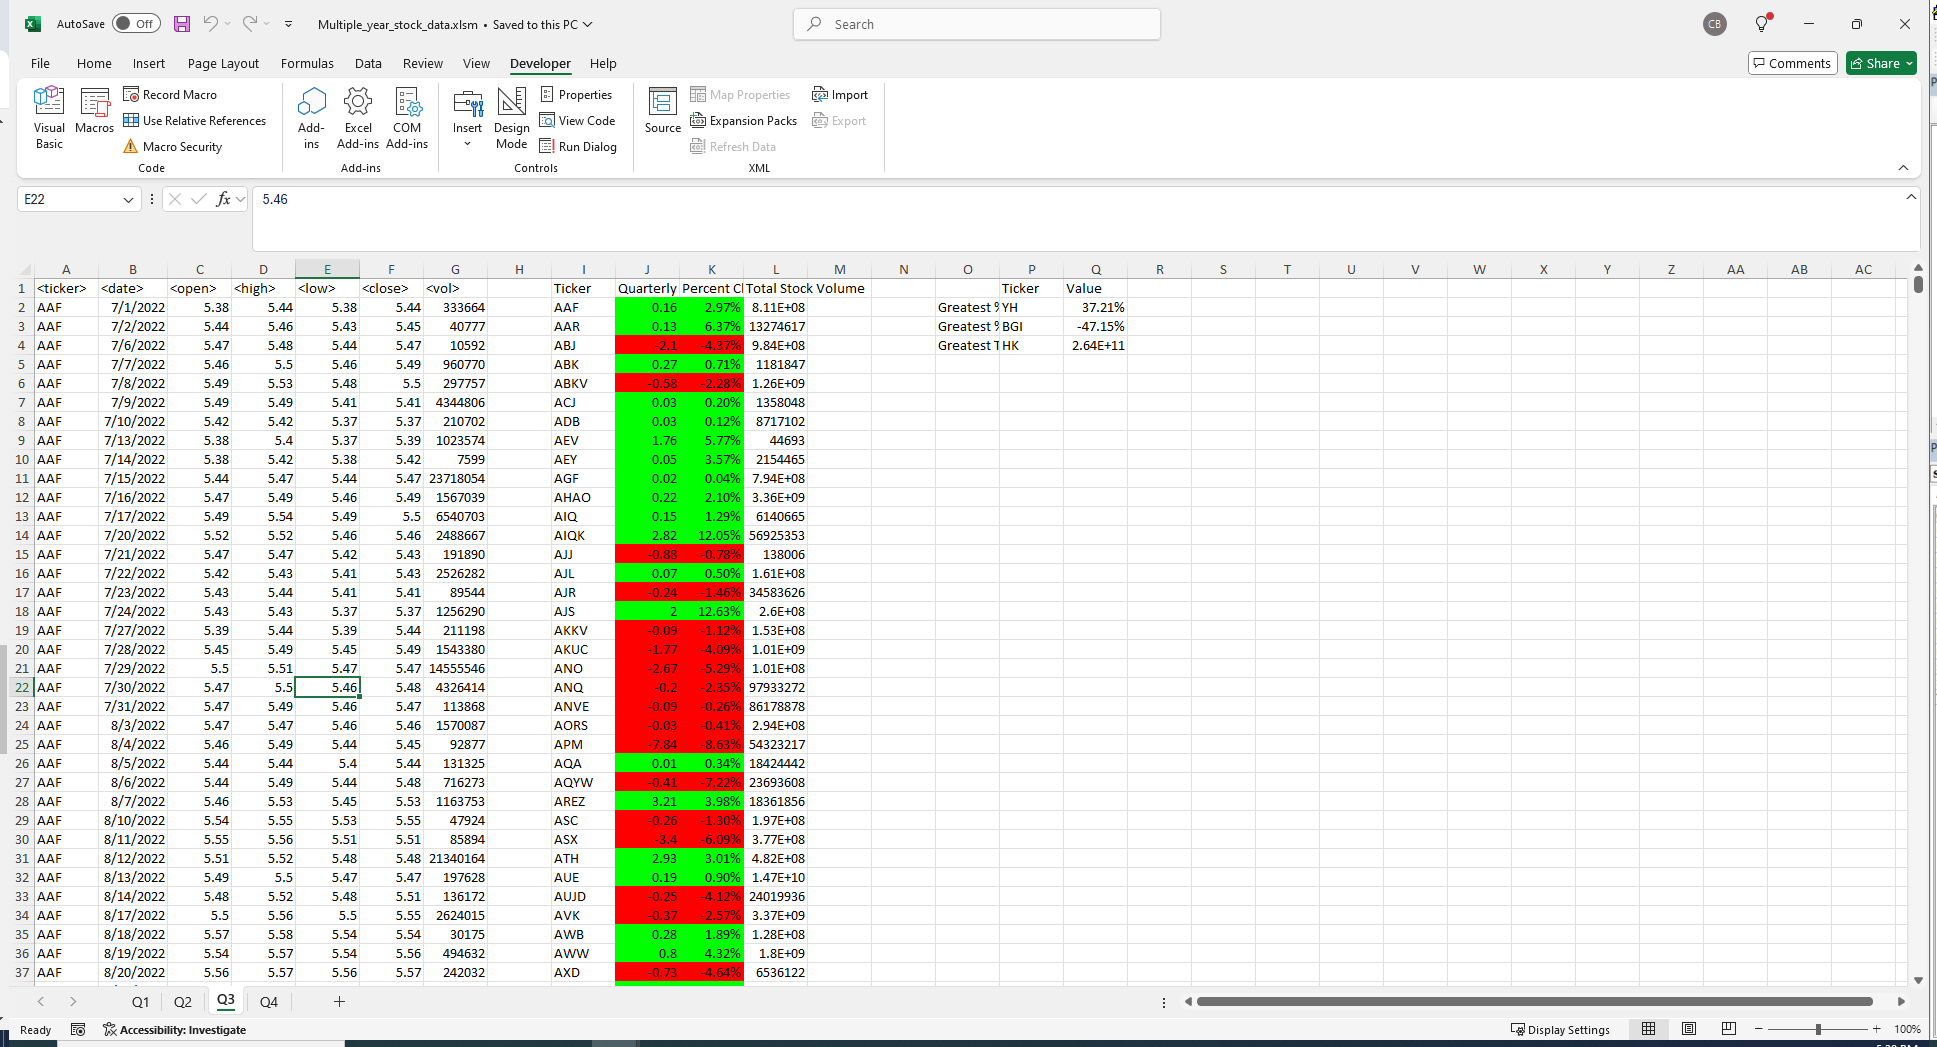 AutoSave Off Multiple_year_stock_data.xlsm • Saved to this PC Search CB
File Home Insert Page Layout Formulas Data Review View Developer Help Comments Share
Visual Basic Macros Record Macro Use Relative References Macro Security Code
Add-ins Excel Add-ins COM Add-ins Add-ins
Insert Design Mode Properties View Code Run Dialog Controls
Source Map Properties Expansion Packs Refresh Data Import Export XML
E22 fx 5.46
A B C D E F G H I J K L M N O P Q R S T U V W X Y Z AA AB AC
1 <ticker> <date> <open> <high> <low> <close> <vol> Ticker Quarterly Percent Cl Total Stock Volume Ticker Value
2 AAF 7/1/2022 5.38 5.44 5.38 5.44 333664 AAF 0.16 2.97% 8.11E+08 Greatest % YH 37.21%
3 AAF 7/2/2022 5.44 5.46 5.43 5.45 40777 AAR 0.13 6.37% 13274617 Greatest % BGI -47.15%
4 AAF 7/6/2022 5.47 5.48 5.44 5.47 10592 ABJ -2.1 -4.37% 9.84E+08 Greatest T HK 2.64E+11
5 AAF 7/7/2022 5.46 5.5 5.46 5.49 960770 ABK 0.27 0.71% 1181847
6 AAF 7/8/2022 5.49 5.53 5.48 5.5 297757 ABKV -0.58 -2.28% 1.26E+09
7 AAF 7/9/2022 5.49 5.49 5.41 5.41 4344806 ACJ 0.03 0.20% 1358048
8 AAF 7/10/2022 5.42 5.42 5.37 5.37 210702 ADB 0.03 0.12% 8717102
9 AAF 7/13/2022 5.38 5.4 5.37 5.39 1023574 AEV 1.76 5.77% 44693
10 AAF 7/14/2022 5.38 5.42 5.38 5.42 7599 AEY 0.05 3.57% 2154465
11 AAF 7/15/2022 5.44 5.47 5.44 5.47 23718054 AGF 0.02 0.04% 7.94E+08
12 AAF 7/16/2022 5.47 5.49 5.46 5.49 1567039 AHAO 0.22 2.10% 3.36E+09
13 AAF 7/17/2022 5.49 5.54 5.49 5.5 6540703 AIQ 0.15 1.29% 6140665
14 AAF 7/20/2022 5.52 5.52 5.46 5.46 2488667 AIQK 2.82 12.05% 56925353
15 AAF 7/21/2022 5.47 5.47 5.42 5.43 191890 AJJ -0.88 -0.78% 138006
16 AAF 7/22/2022 5.42 5.43 5.41 5.43 2526282 AJL 0.07 0.50% 1.61E+08
17 AAF 7/23/2022 5.43 5.44 5.41 5.41 89544 AJR -0.24 -1.46% 34583626
18 AAF 7/24/2022 5.43 5.43 5.37 5.37 1256290 AJS 2 12.63% 2.6E+08
19 AAF 7/27/2022 5.39 5.44 5.39 5.44 211198 AKKV -0.09 -1.12% 1.53E+08
20 AAF 7/28/2022 5.45 5.49 5.45 5.49 1543380 AKUC -1.77 -4.09% 1.01E+09
21 AAF 7/29/2022 5.5 5.51 5.47 5.47 14555546 ANO -2.67 -5.29% 1.01E+08
22 AAF 7/30/2022 5.47 5.5 5.46 5.48 4326414 ANQ -0.2 -2.35% 97933272
23 AAF 7/31/2022 5.47 5.49 5.46 5.47 113868 ANVE -0.09 -0.26% 86178878
24 AAF 8/3/2022 5.47 5.47 5.46 5.46 1570087 AORS -0.03 -0.41% 2.94E+08
25 AAF 8/4/2022 5.46 5.49 5.44 5.45 92877 APM -7.84 -8.63% 54323217
26 AAF 8/5/2022 5.44 5.44 5.4 5.44 131325 AQA 0.01 0.34% 18424442
27 AAF 8/6/2022 5.44 5.49 5.44 5.48 716273 AQYW -0.41 -7.22% 23693608
28 AAF 8/7/2022 5.46 5.53 5.45 5.53 1163753 AREZ 3.21 3.98% 18361856
29 AAF 8/10/2022 5.54 5.55 5.53 5.55 47924 ASC -0.26 -1.30% 1.97E+08
30 AAF 8/11/2022 5.55 5.56 5.51 5.51 85894 ASX -3.4 -6.09% 3.77E+08
31 AAF 8/12/2022 5.51 5.52 5.48 5.48 21340164 ATH 2.93 3.01% 4.82E+08
32 AAF 8/13/2022 5.49 5.5 5.47 5.47 197628 AUE 0.19 0.90% 1.47E+10
33 AAF 8/14/2022 5.48 5.52 5.48 5.51 136172 AUJD -0.25 -4.12% 24019936
34 AAF 8/17/2022 5.5 5.56 5.5 5.55 2624015 AVK -0.37 -2.57% 3.37E+09
35 AAF 8/18/2022 5.57 5.58 5.54 5.54 30175 AWB 0.28 1.89% 1.28E+08
36 AAF 8/19/2022 5.54 5.57 5.54 5.56 494632 AWW 0.8 4.32% 1.8E+09
37 AAF 8/20/2022 5.56 5.57 5.56 5.57 242032 AXD -0.73 -4.64% 6536122
Q1 Q2 Q3 Q4
Ready Accessibility: Investigate Display Settings 100%